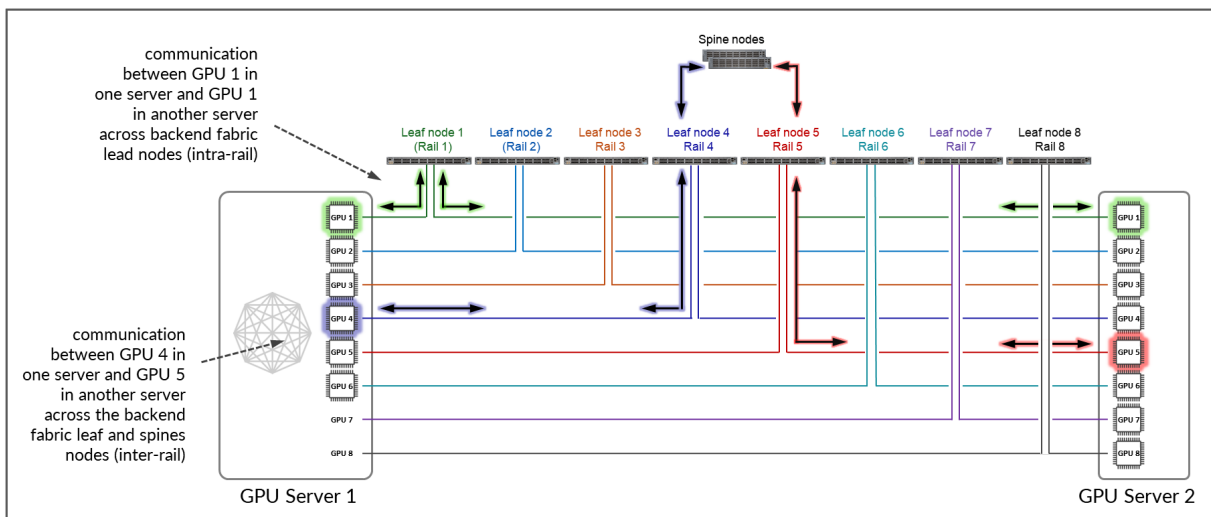 Spine nodes
communication
between GPU 1 in
one server and GPU 1
in another server
across backend fabric
lead nodes (intra-rail)
Leaf node 1
(Rail 1)
Leaf node 2
(Rail 2)
Leaf node 3
Rail 3
Leaf node 4
Rail 4
Leaf node 5
Rail 5
Leaf node 6
Rail 6
Leaf node 7
Rail 7
Leaf node 8
Rail 8
GPU 1
GPU 2
GPU 3
GPU 4
GPU 5
GPU 6
GPU 7
GPU 8
communication
between GPU 4 in
one server and GPU 5
in another server
across the backend
fabric leaf and spines
nodes (inter-rail)
GPU Server 1
GPU 1
GPU 2
GPU 3
GPU 4
GPU 5
GPU 6
GPU 7
GPU 8
GPU Server 2